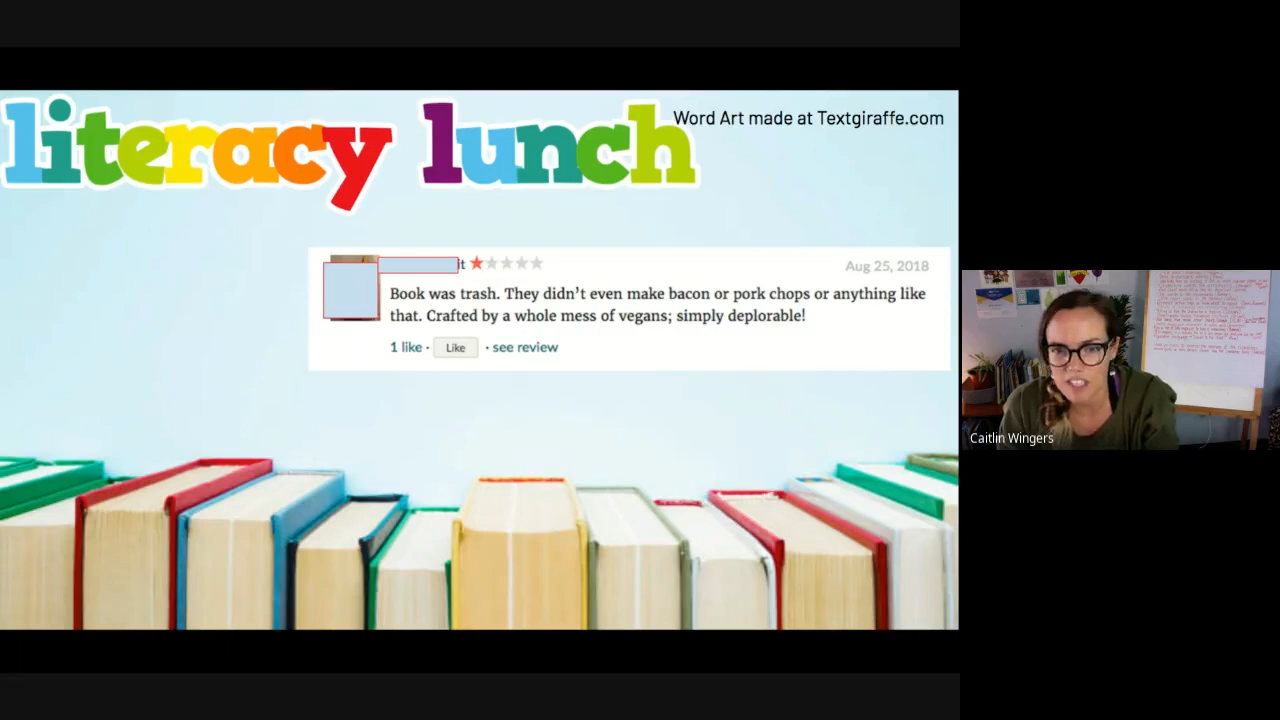 literacy lunch
Word Art made at Textgiraffe.com
it
Aug 25, 2018
Book was trash. They didn't even make bacon or pork chops or anything like
that. Crafted by a whole mess of vegans; simply deplorable!
1 like · Like · see review
Caitlin Wingers